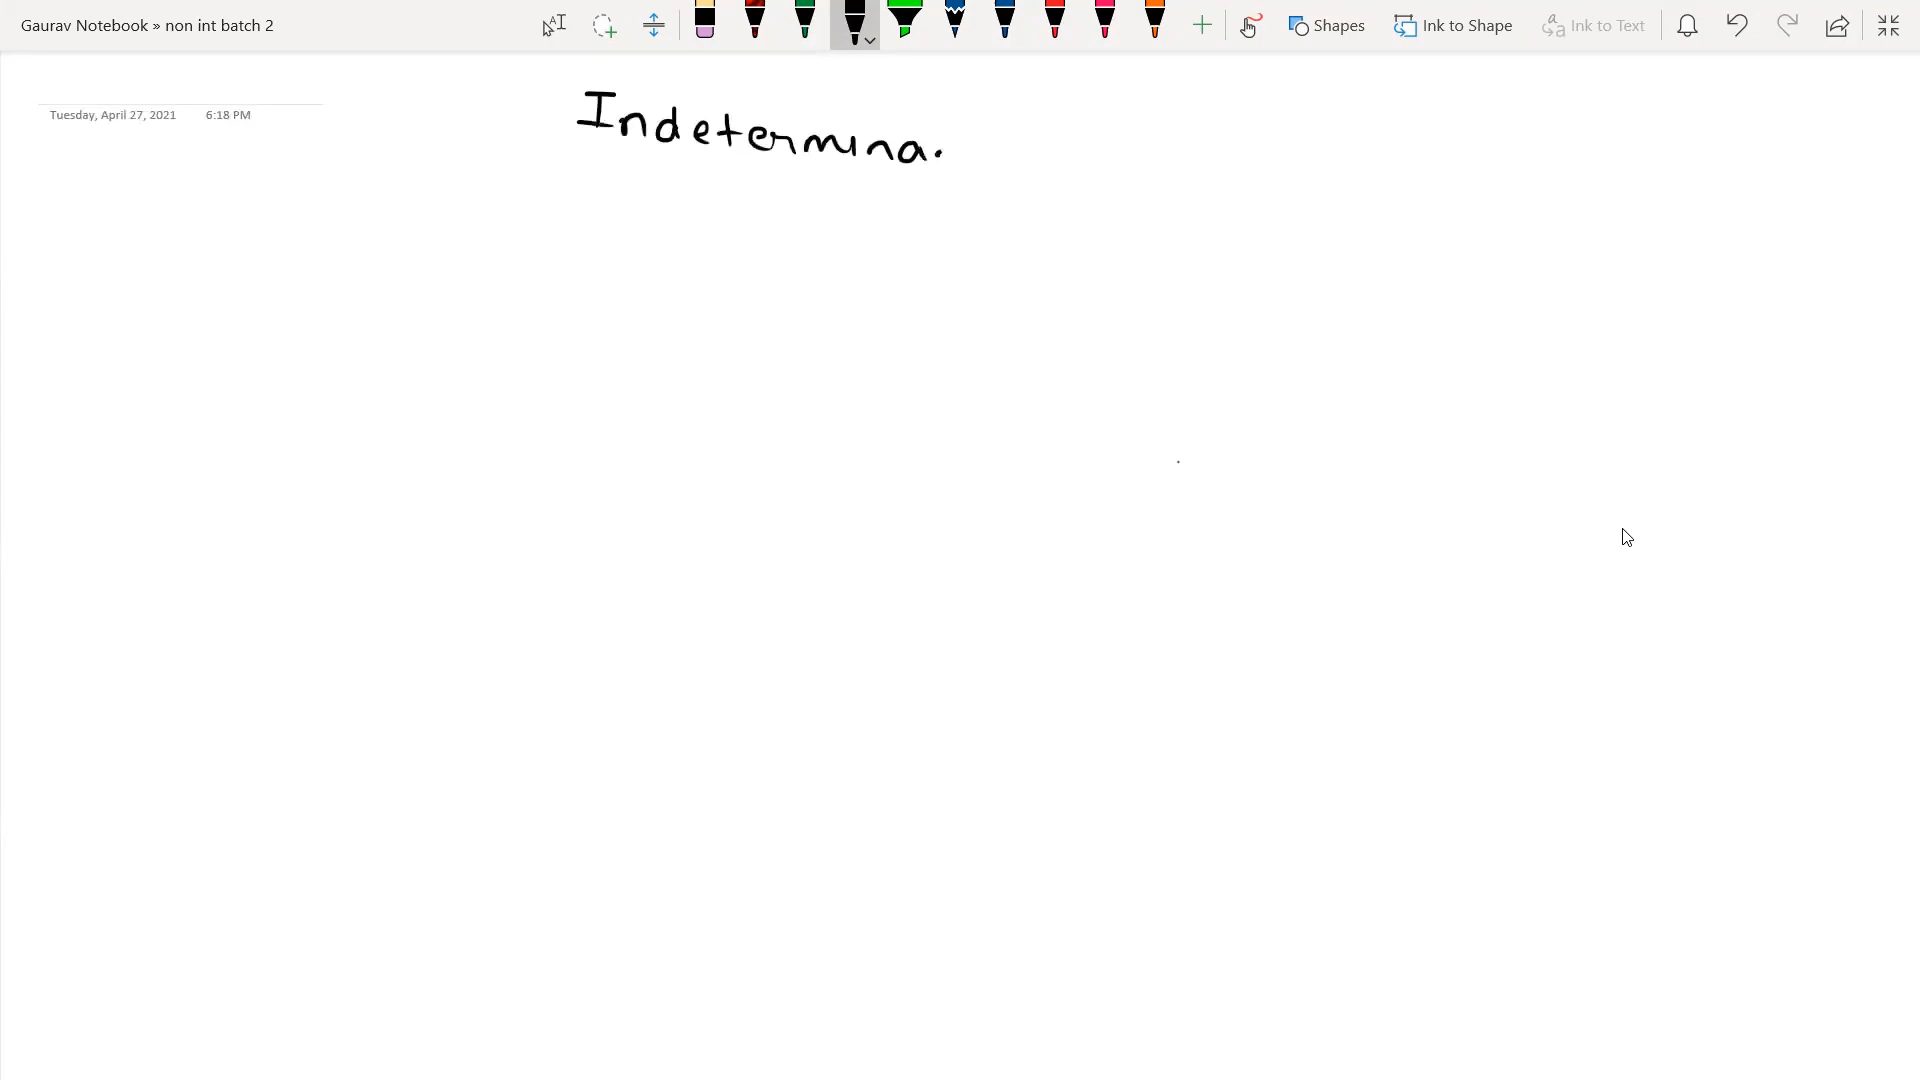 Gaurav Notebook » non int batch 2
Shapes
Ink to Shape
Ink to Text
Tuesday, April 27, 2021 6:18 PM
Indetermina.